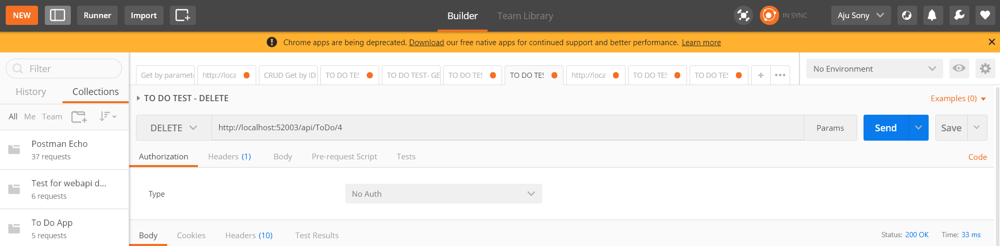 NEW Runner Import Builder Team Library IN SYNC Aju Sony
Chrome apps are being deprecated. Download our free native apps for continued support and better performance. Learn more
Filter
Get by paramete http://loca CRUD Get by ID TO DO TES TO DO TEST- GE TO DO TES TO DO TES http://loca TO DO TES TO DO TES No Environment
History Collections
TO DO TEST - DELETE Examples (0)
All Me Team
DELETE http://localhost:52003/api/ToDo/4 Params Send Save
Postman Echo
37 requests
Authorization Headers (1) Body Pre-request Script Tests Code
Test for webapi d...
6 requests
Type No Auth
To Do App
5 requests
Body Cookies Headers (10) Test Results Status: 200 OK Time: 33 ms